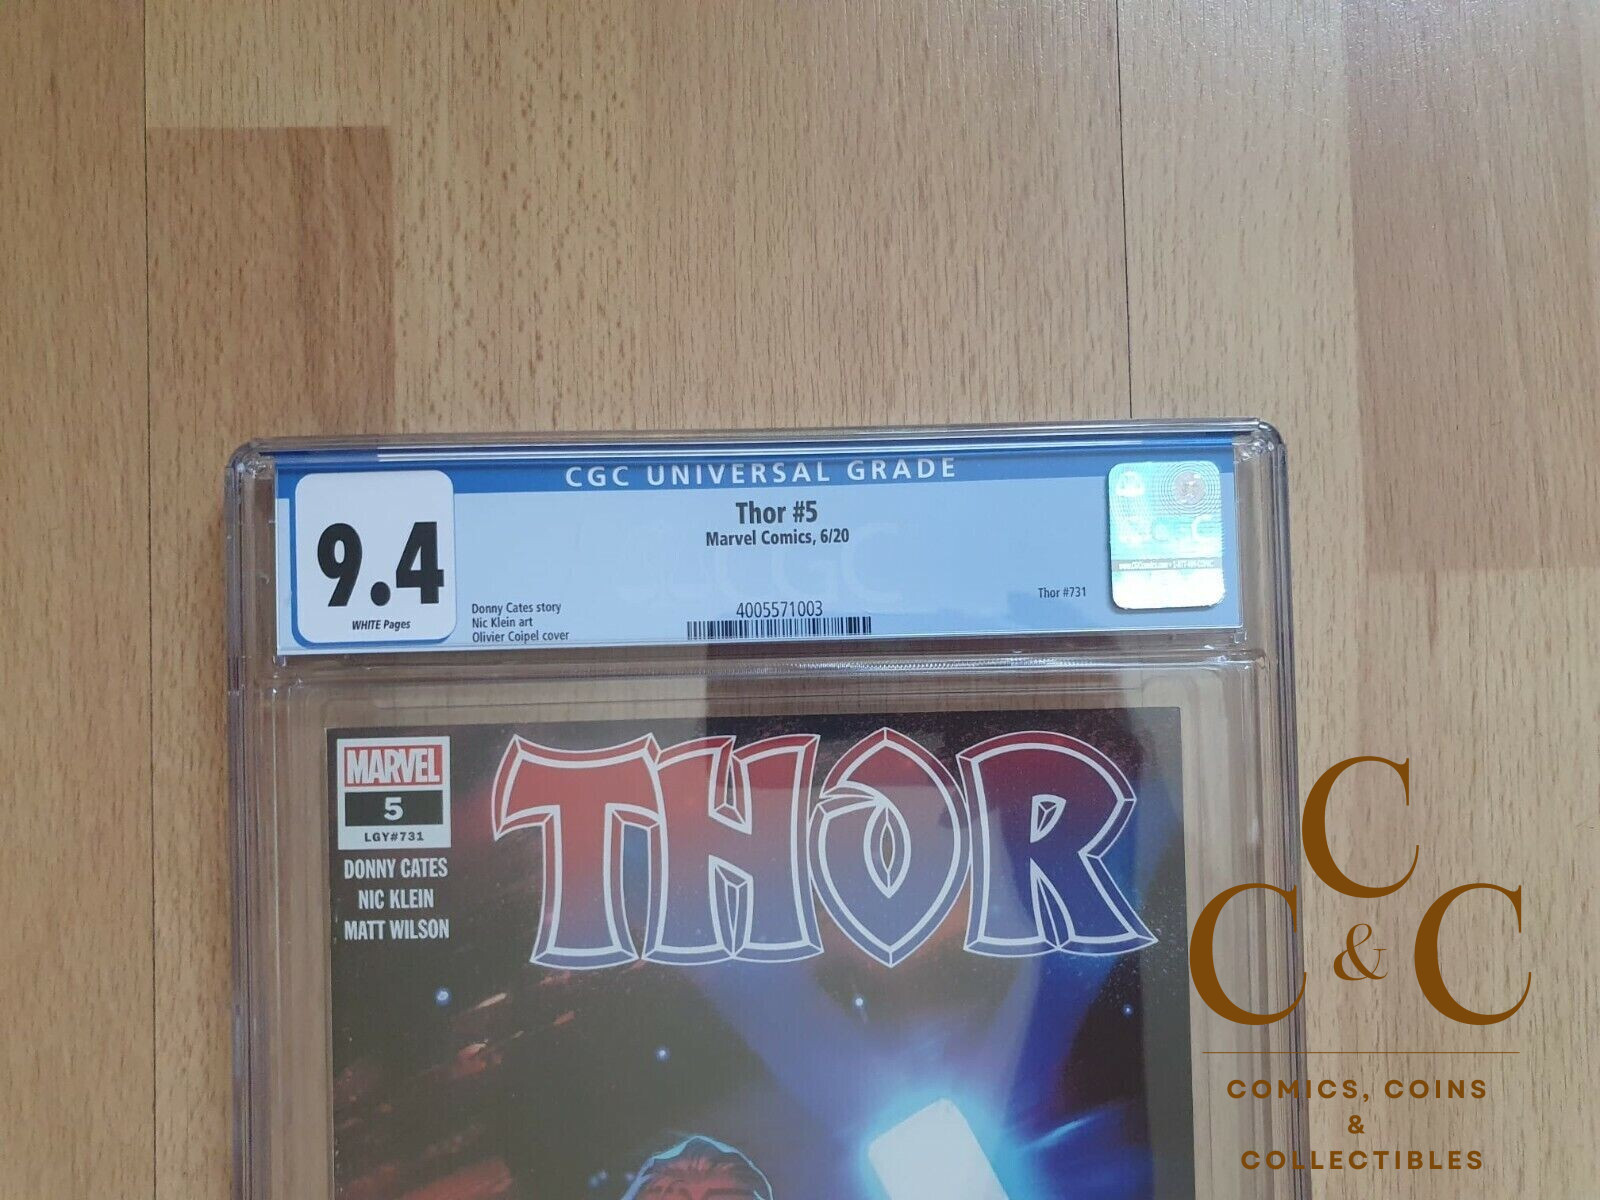 CGC UNIVERSAL GRADE
9.4
WHITE Pages
Thor #5
Marvel Comics, 6/20
Donny Cates story
Nic Klein art
Olivier Coipel cover
4005571003
Thor #731
CGC
MARVEL
5
LGY#731
DONNY CATES
NIC KLEIN
MATT WILSON
THOR
C
C & C
COMICS, COINS
&
COLLECTIBLES